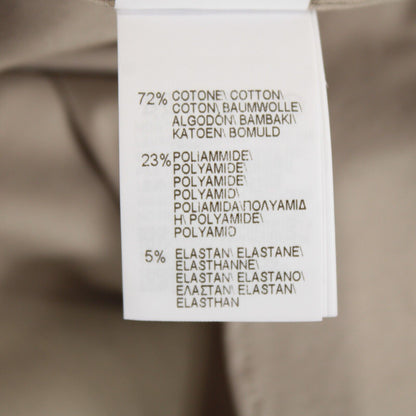 72% COTONE\ COTTON\
COTON\ BAUMWOLLE\
ALGODÓN\ BAMBAKI\
KATOEN\ BOMULD
23% POLIAMMIDE\
POLYAMIDE\
POLYAMIDE\
POLYAMID\
POLIAMIDA\ΠΟΛΥΑΜΙΔ
Η\ POLYAMIDE\
POLYAMID
5% ELASTAN\ ELASTANE\
ELASTHANNE\
ELASTAN\ ELASTANO\
ΕΛΑΣΤΑΝ\ ELASTAN\
ELASTHAN